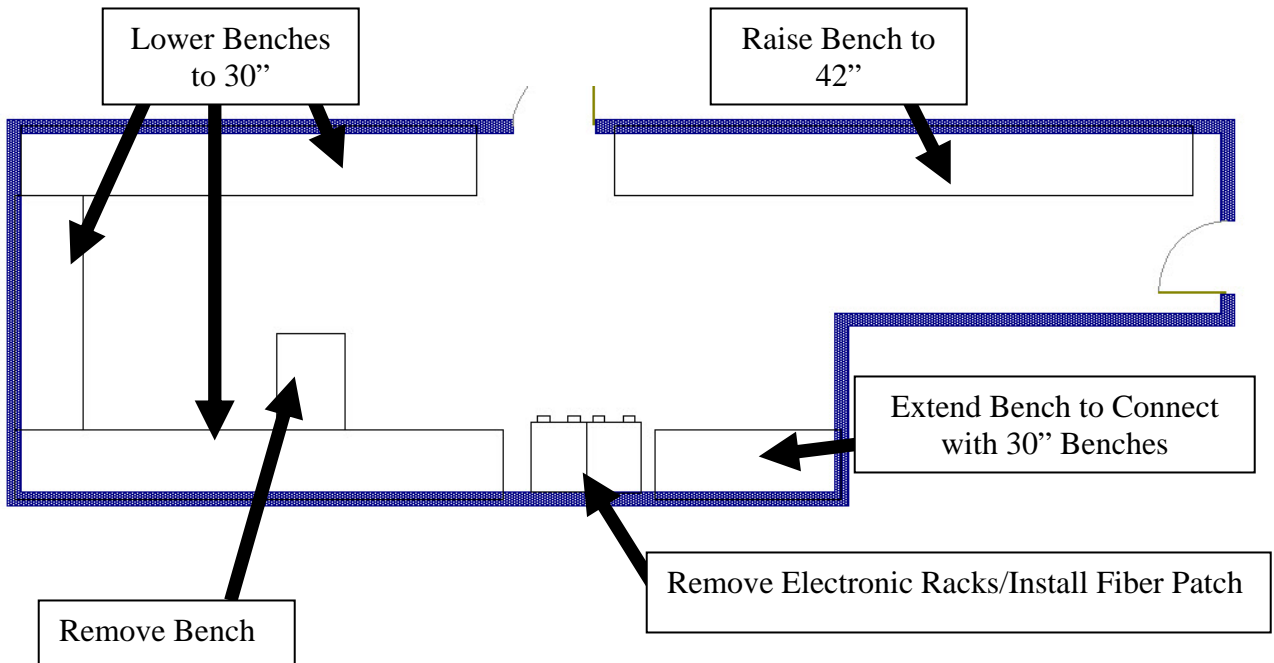 Lower Benches
to 30”
Raise Bench to
42”
Extend Bench to Connect
with 30” Benches
Remove Electronic Racks/Install Fiber Patch
Remove Bench